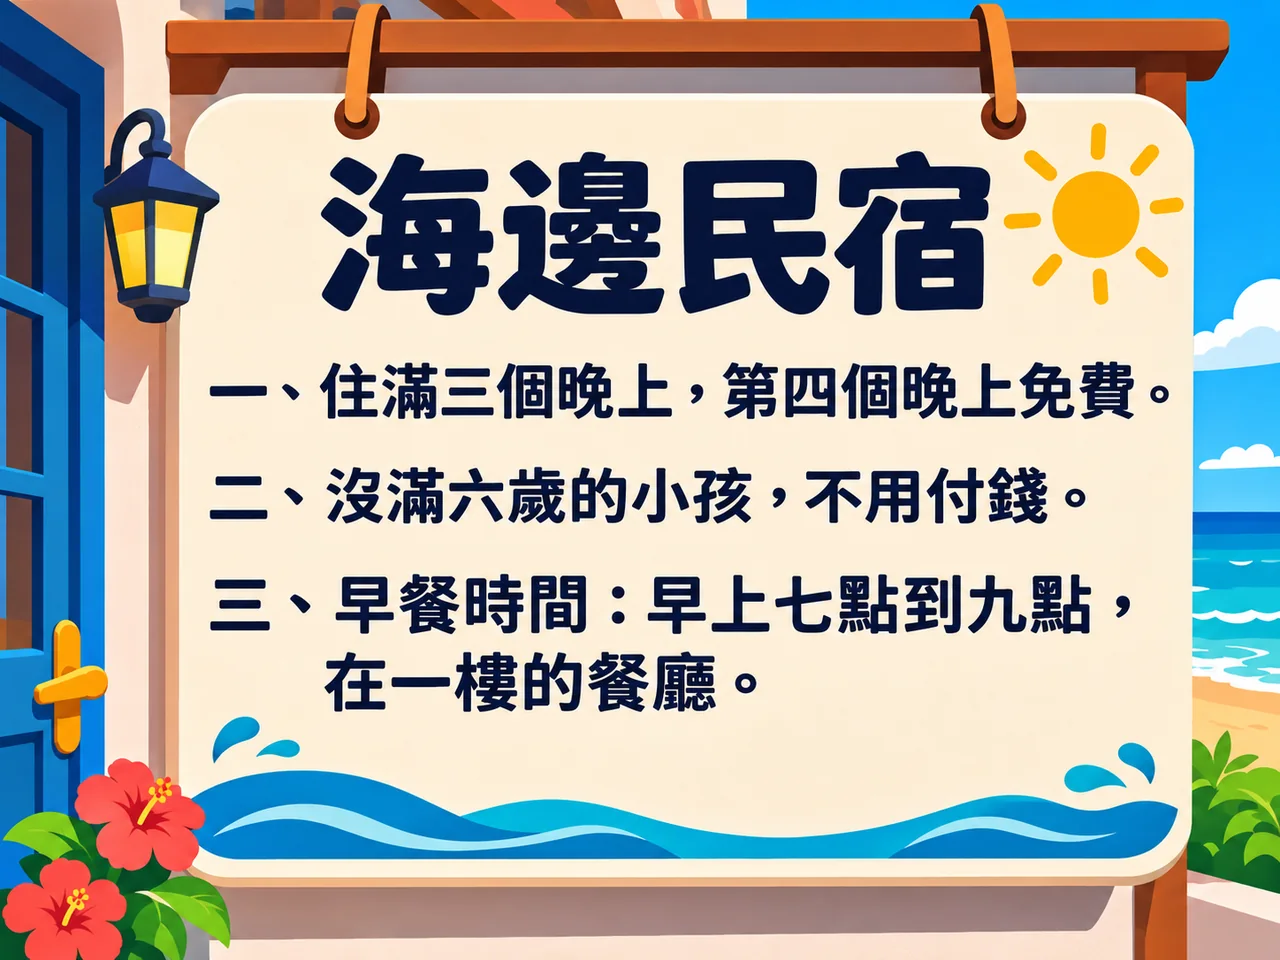 海邊民宿
一、住滿三個晚上，第四個晚上免費。
二、沒滿六歲的小孩，不用付錢。
三、早餐時間：早上七點到九點，
在一樓的餐廳。